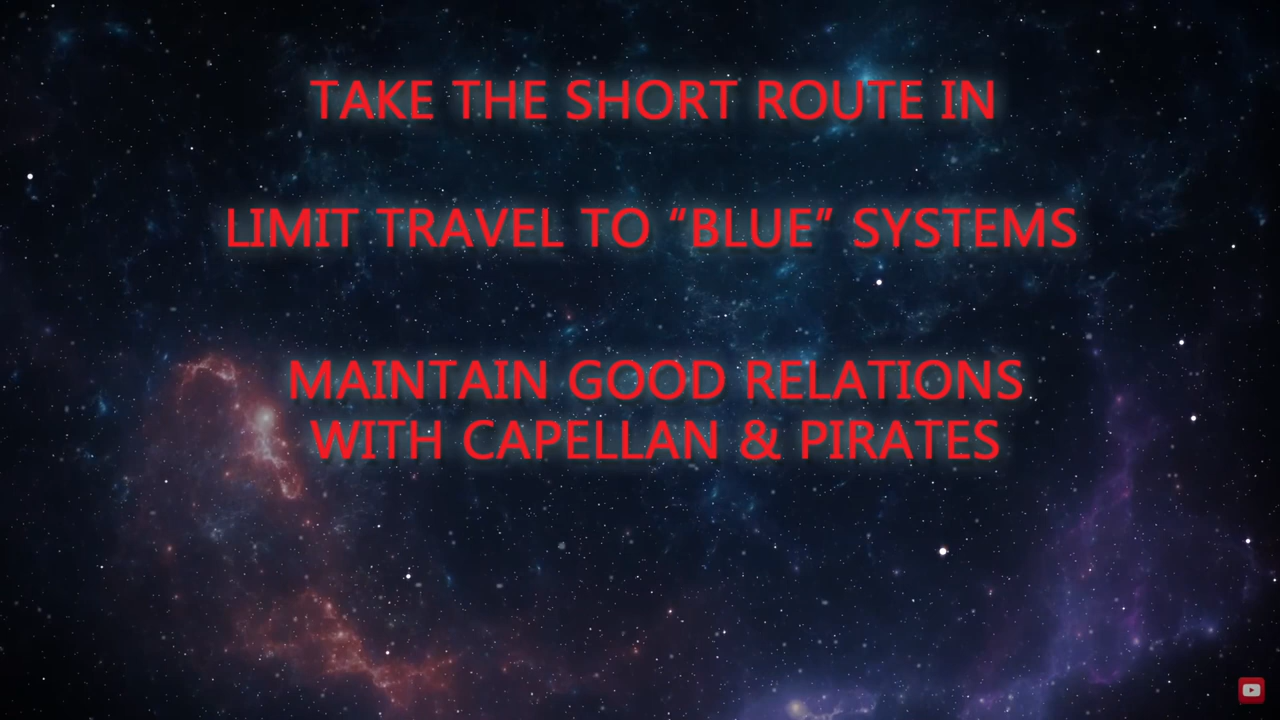 TAKE THE SHORT ROUTE IN
LIMIT TRAVEL TO “BLUE” SYSTEMS
MAINTAIN GOOD RELATIONS
WITH CAPELLAN & PIRATES